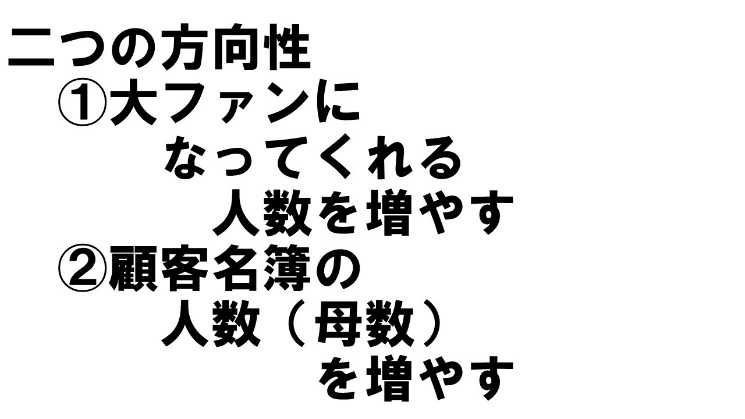 二つの方向性
①大ファンに
なってくれる
人数を増やす
②顧客名簿の
人数（母数）
を増やす